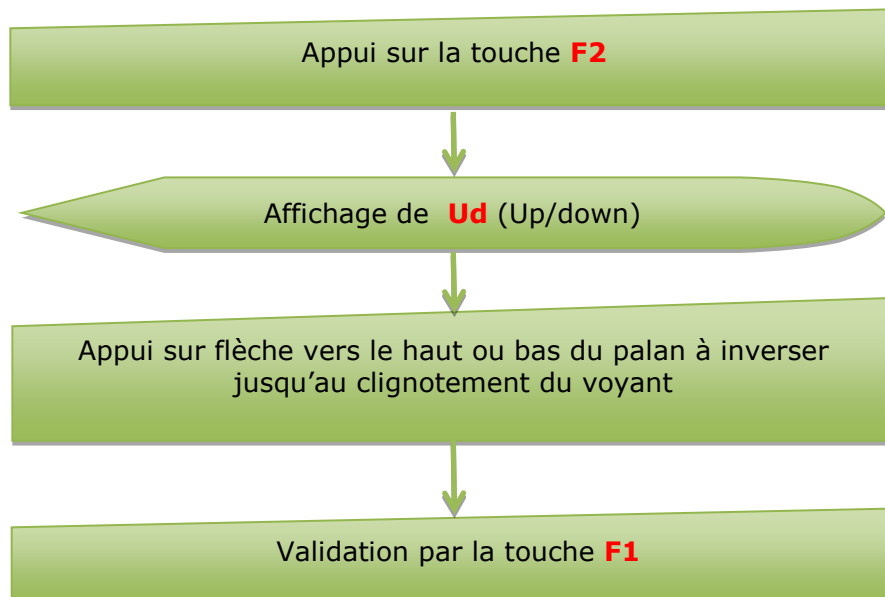 Appui sur la touche F2
Affichage de Ud (Up/down)
Appui sur flèche vers le haut ou bas du palan à inverser
jusqu’au clignotement du voyant
Validation par la touche F1